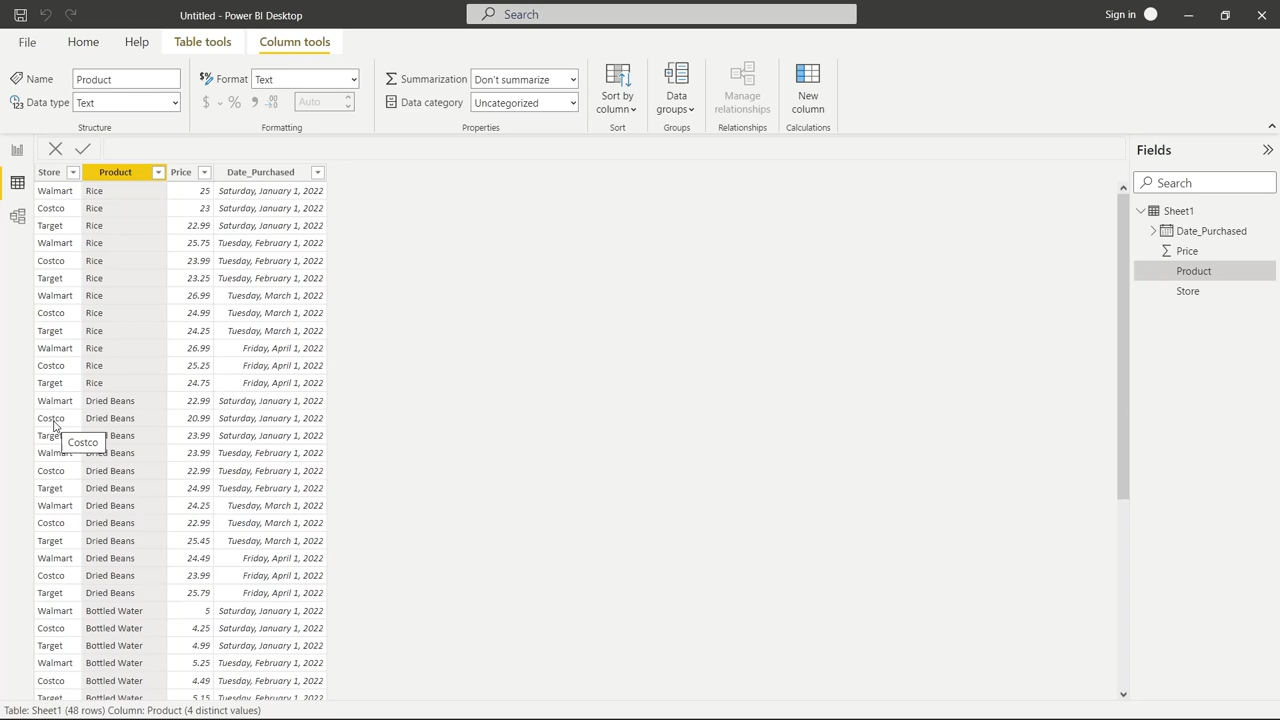 Untitled - Power BI Desktop
Search
Sign in
File
Home
Help
Table tools
Column tools
Name
Product
Data type
Text
Structure
Format
Text
$
%
Auto
Formatting
Summarization
Don't summarize
Data category
Uncategorized
Properties
Sort by column
Sort
Data groups
Groups
Manage relationships
Relationships
New column
Calculations
Store Product Price Date_Purchased
Walmart Rice 25 Saturday, January 1, 2022
Costco Rice 23 Saturday, January 1, 2022
Target Rice 22.99 Saturday, January 1, 2022
Walmart Rice 25.75 Tuesday, February 1, 2022
Costco Rice 23.99 Tuesday, February 1, 2022
Target Rice 23.25 Tuesday, February 1, 2022
Walmart Rice 26.99 Tuesday, March 1, 2022
Costco Rice 24.99 Tuesday, March 1, 2022
Target Rice 24.25 Tuesday, March 1, 2022
Walmart Rice 26.99 Friday, April 1, 2022
Costco Rice 25.25 Friday, April 1, 2022
Target Rice 24.75 Friday, April 1, 2022
Walmart Dried Beans 22.99 Saturday, January 1, 2022
Costco Dried Beans 20.99 Saturday, January 1, 2022
Target Beans 23.99 Saturday, January 1, 2022
Costco
Walmart Dried Beans 23.99 Tuesday, February 1, 2022
Costco Dried Beans 22.99 Tuesday, February 1, 2022
Target Dried Beans 24.99 Tuesday, February 1, 2022
Walmart Dried Beans 24.25 Tuesday, March 1, 2022
Costco Dried Beans 22.99 Tuesday, March 1, 2022
Target Dried Beans 25.45 Tuesday, March 1, 2022
Walmart Dried Beans 24.49 Friday, April 1, 2022
Costco Dried Beans 23.99 Friday, April 1, 2022
Target Dried Beans 25.79 Friday, April 1, 2022
Walmart Bottled Water 5 Saturday, January 1, 2022
Costco Bottled Water 4.25 Saturday, January 1, 2022
Target Bottled Water 4.99 Saturday, January 1, 2022
Walmart Bottled Water 5.25 Tuesday, February 1, 2022
Costco Bottled Water 4.49 Tuesday, February 1, 2022
Target Bottled Water 5.15 Tuesday, February 1, 2022
Fields
Search
Sheet1
Date_Purchased
Price
Product
Store
Table: Sheet1 (48 rows) Column: Product (4 distinct values)